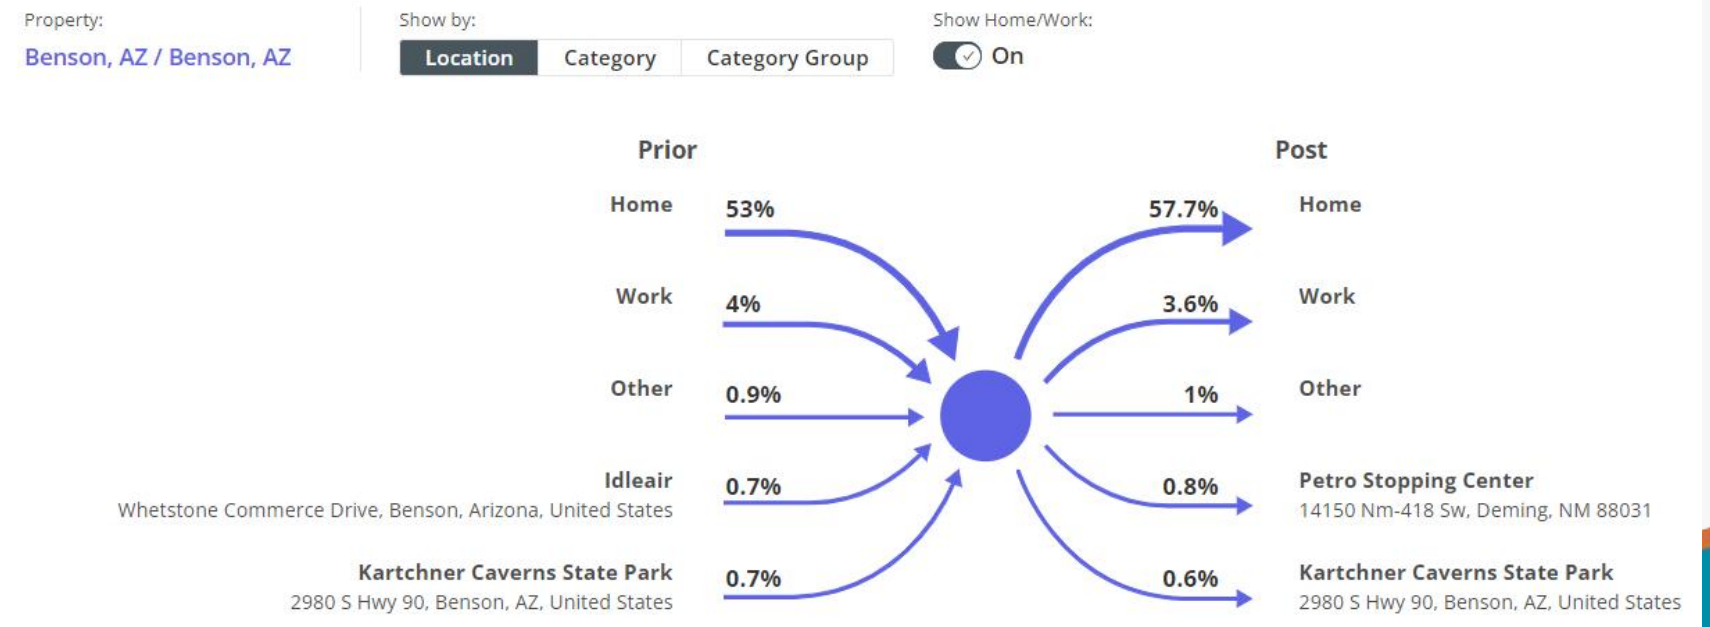 Property:
Benson, AZ / Benson, AZ
Show by:
Location
Category
Category Group
Show Home/Work:
On
Prior
Post
Home
53%
57.7%
Home
Work
4%
3.6%
Work
Other
0.9%
1%
Other
Idleair
Whetstone Commerce Drive, Benson, Arizona, United States
0.7%
0.8%
Petro Stopping Center
14150 Nm-418 Sw, Deming, NM 88031
Kartchner Caverns State Park
2980 S Hwy 90, Benson, AZ, United States
0.7%
0.6%
Kartchner Caverns State Park
2980 S Hwy 90, Benson, AZ, United States